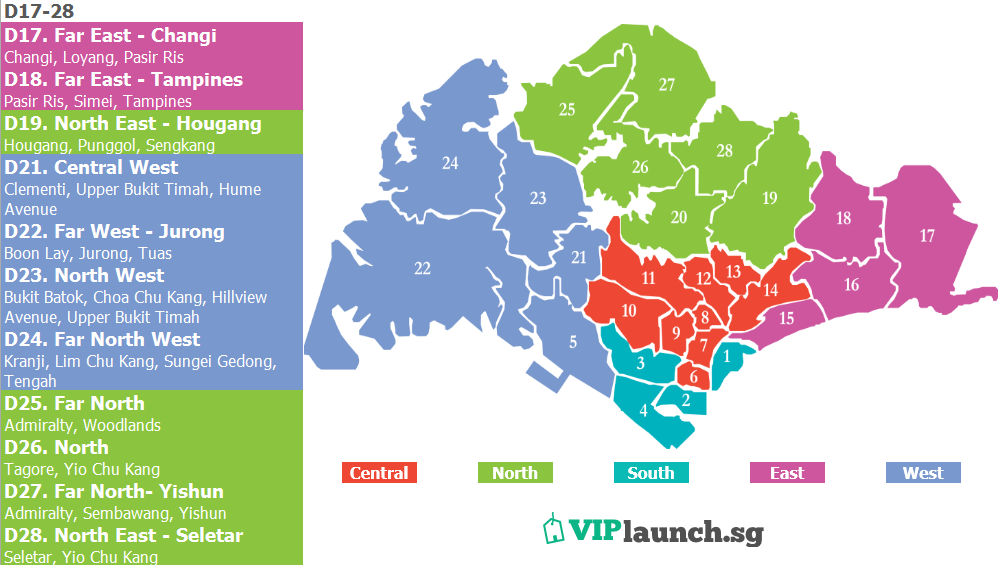 D17-28
D17. Far East - Changi
Changi, Loyang, Pasir Ris
D18. Far East - Tampines
Pasir Ris, Simei, Tampines
D19. North East - Hougang
Hougang, Punggol, Sengkang
D21. Central West
Clementi, Upper Bukit Timah, Hume
Avenue
D22. Far West - Jurong
Boon Lay, Jurong, Tuas
D23. North West
Bukit Batok, Choa Chu Kang, Hillview
Avenue, Upper Bukit Timah
D24. Far North West
Kranji, Lim Chu Kang, Sungei Gedong,
Tengah
D25. Far North
Admiralty, Woodlands
D26. North
Tagore, Yio Chu Kang
D27. Far North- Yishun
Admiralty, Sembawang, Yishun
D28. North East - Seletar
Seletar, Yio Chu Kang
27
25
28
24
26
23
19
20
18
17
21
22
11
12
13
14
16
10
8
15
9
5
7
3
1
6
2
4
Central
North
South
East
West
VIPlaunch.sg